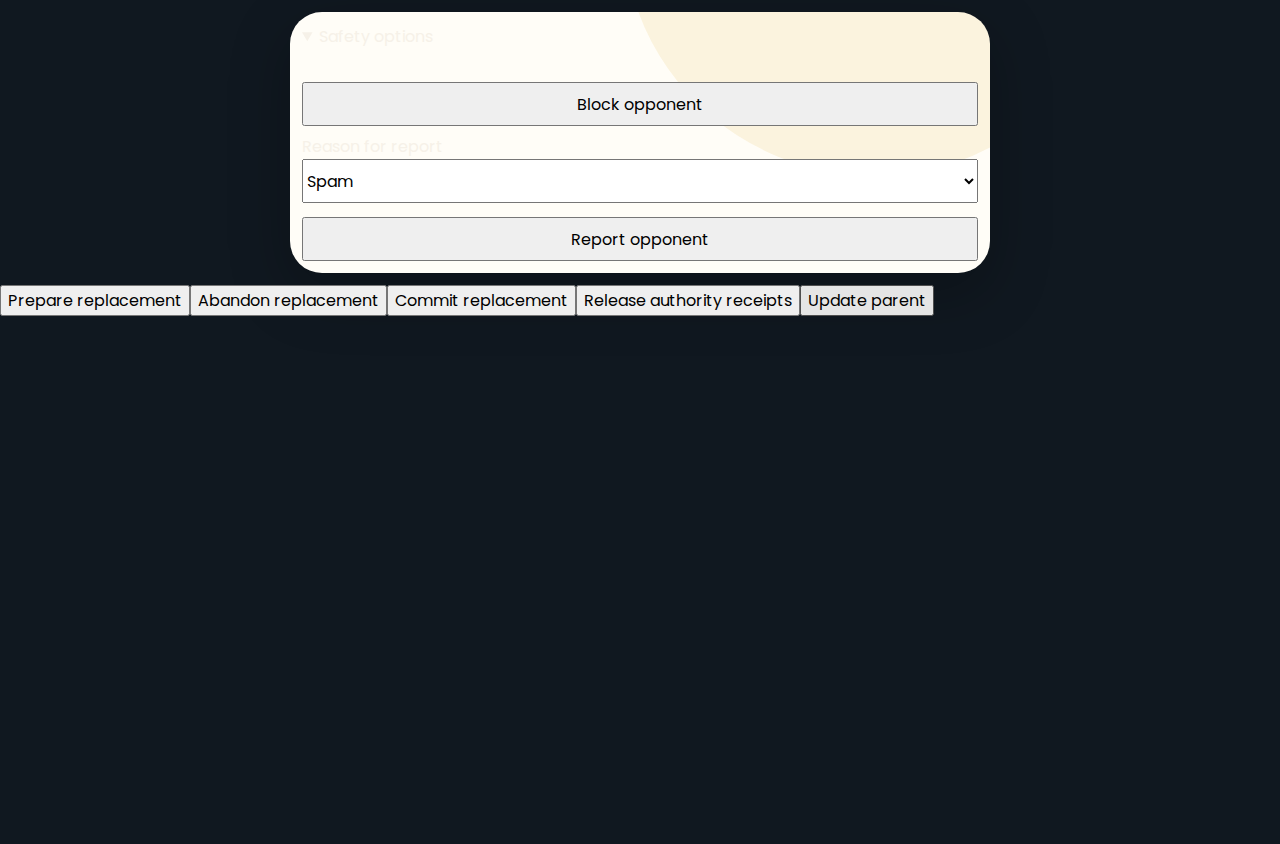 ▼ Safety options
Block opponent
Reason for report
Spam
Report opponent
Prepare replacement Abandon replacement Commit replacement Release authority receipts Update parent